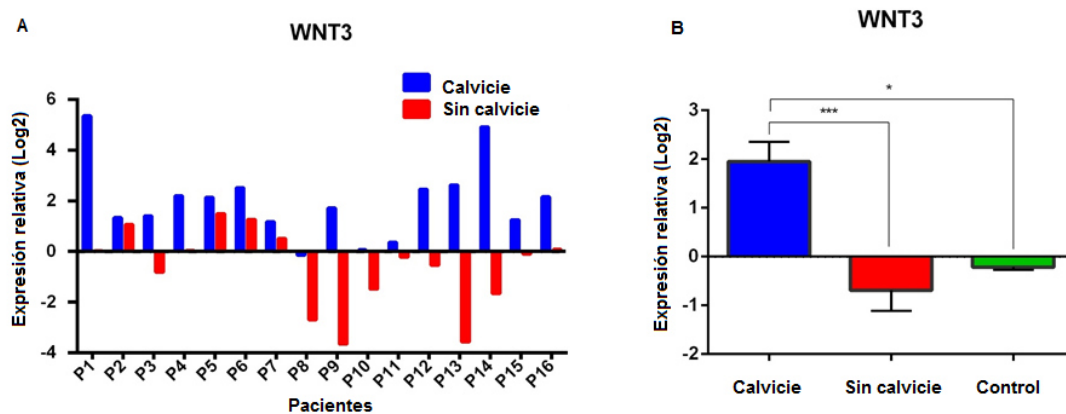 A
WNT3
Calvicie
Sin calvicie
Expresión relativa (Log2)
6
4
2
0
-2
-4
P1 P2 P3 P4 P5 P6 P7 P8 P9 P10 P11 P12 P13 P14 P15 P16
Pacientes
B
WNT3
*
***
Expresión relativa (Log2)
3
2
1
0
-1
-2
Calvicie Sin calvicie Control